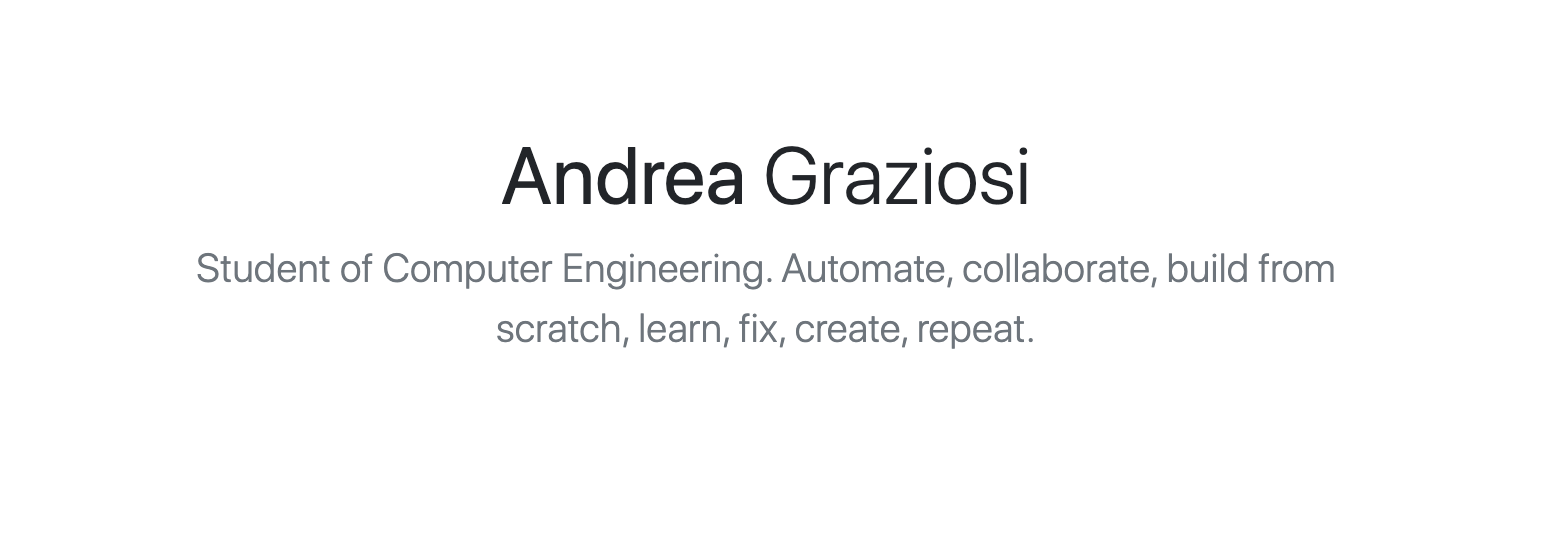 Andrea Graziosi
Student of Computer Engineering. Automate, collaborate, build from
scratch, learn, fix, create, repeat.